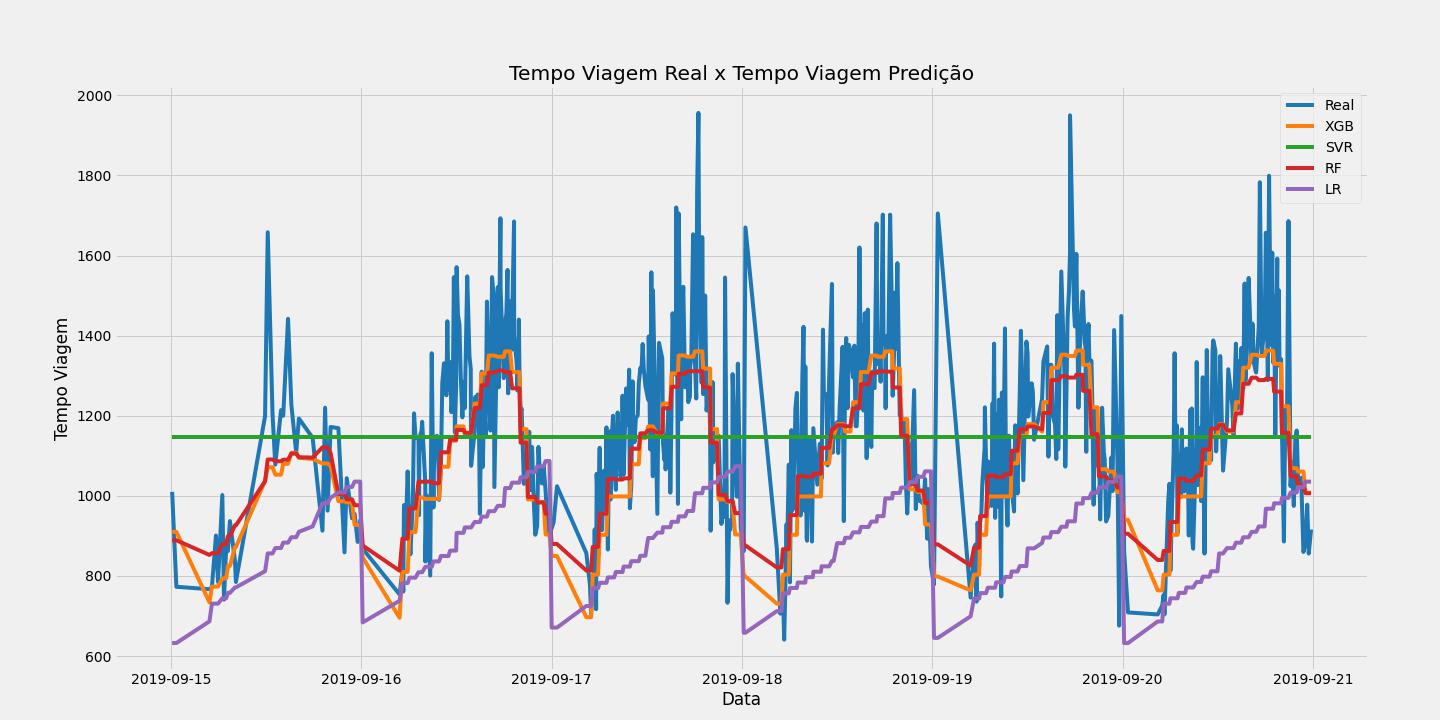 Tempo Viagem Real x Tempo Viagem Predição
2000
1800
1600
1400
1200
1000
800
600
Tempo Viagem
Real
XGB
SVR
RF
LR
2019-09-15
2019-09-16
2019-09-17
2019-09-18
2019-09-19
2019-09-20
2019-09-21
Data